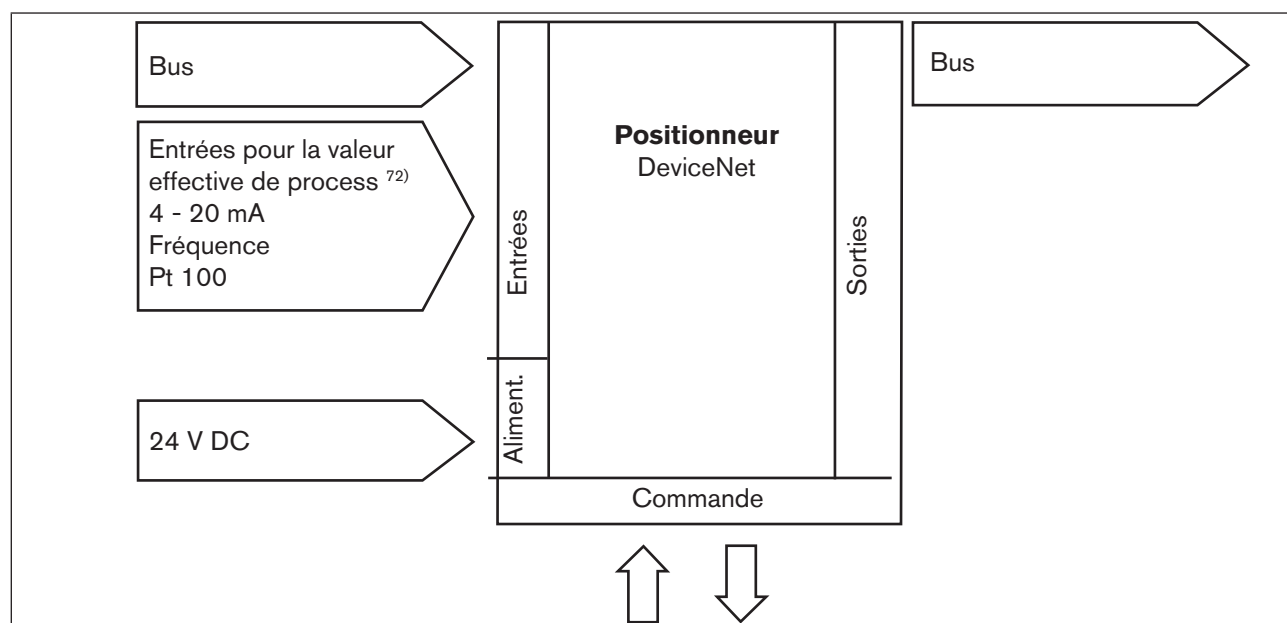 Bus
Entrées pour la valeur
effective de process 72)
4 - 20 mA
Fréquence
Pt 100
24 V DC
Entrées
Aliment.
Positionneur
DeviceNet
Sorties
Commande
Bus